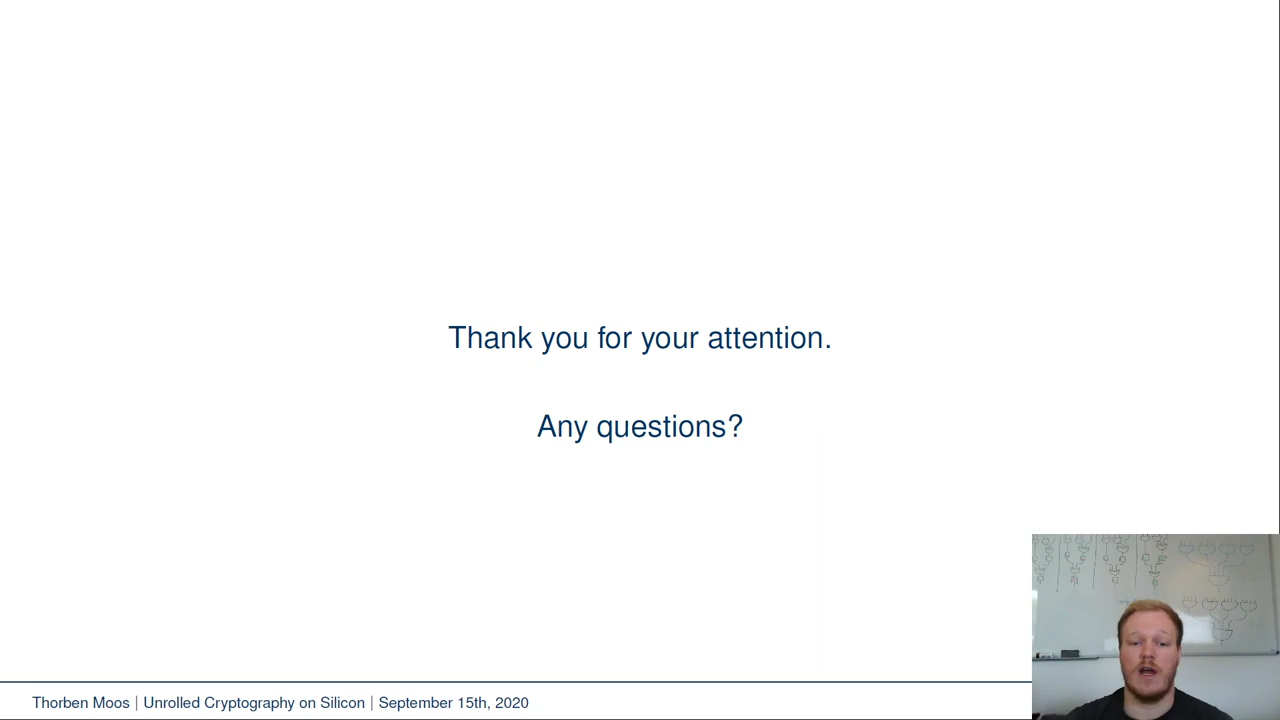 Thank you for your attention.
Any questions?
Thorben Moos | Unrolled Cryptography on Silicon | September 15th, 2020